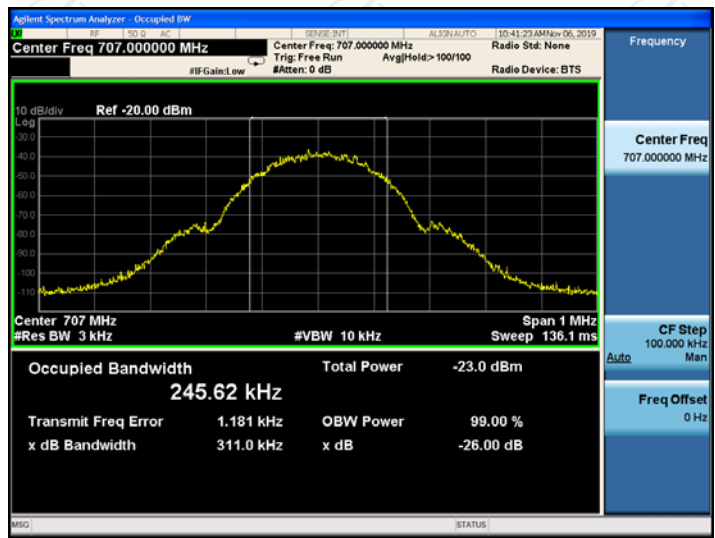 Agilent Spectrum Analyzer - Occupied BW
RF 50 Ω AC SENSE:INT ALIGN AUTO 10:41:23 AM Nov 06, 2019
Center Freq 707.000000 MHz Center Freq: 707.000000 MHz Radio Std: None
Trig: Free Run Avg|Hold:>100/100
#IFGain:Low #Atten: 0 dB Radio Device: BTS
10 dB/div Ref -20.00 dBm
Log
-30.0
-40.0
-50.0
-60.0
-70.0
-80.0
-90.0
-100
-110
Center 707 MHz Span 1 MHz
#Res BW 3 kHz #VBW 10 kHz Sweep 136.1 ms
Occupied Bandwidth Total Power -23.0 dBm
245.62 kHz
Transmit Freq Error 1.181 kHz OBW Power 99.00 %
x dB Bandwidth 311.0 kHz x dB -26.00 dB
Frequency
Center Freq
707.000000 MHz
CF Step
100.000 kHz
Auto Man
Freq Offset
0 Hz
MSG STATUS